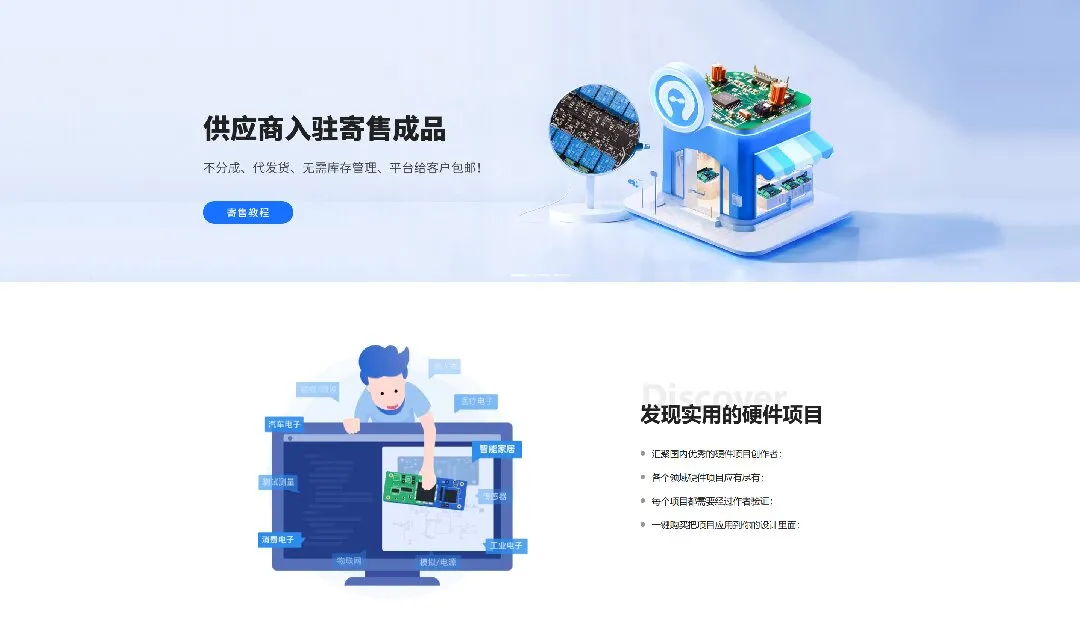 供应商入驻寄售成品
不分成、代发货、无需库存管理、平台给客户包邮!
寄售教程
医疗电子
汽车电子
智能家居
测试测量
传感器
消费电子
工业电子
物联网
模拟/电源
Discover
发现实用的硬件项目
汇聚国内优秀的硬件项目创作者;
各个领域硬件项目应有尽有;
每个项目都需要经过作者验证;
一键购买把项目应用到你的设计里面;